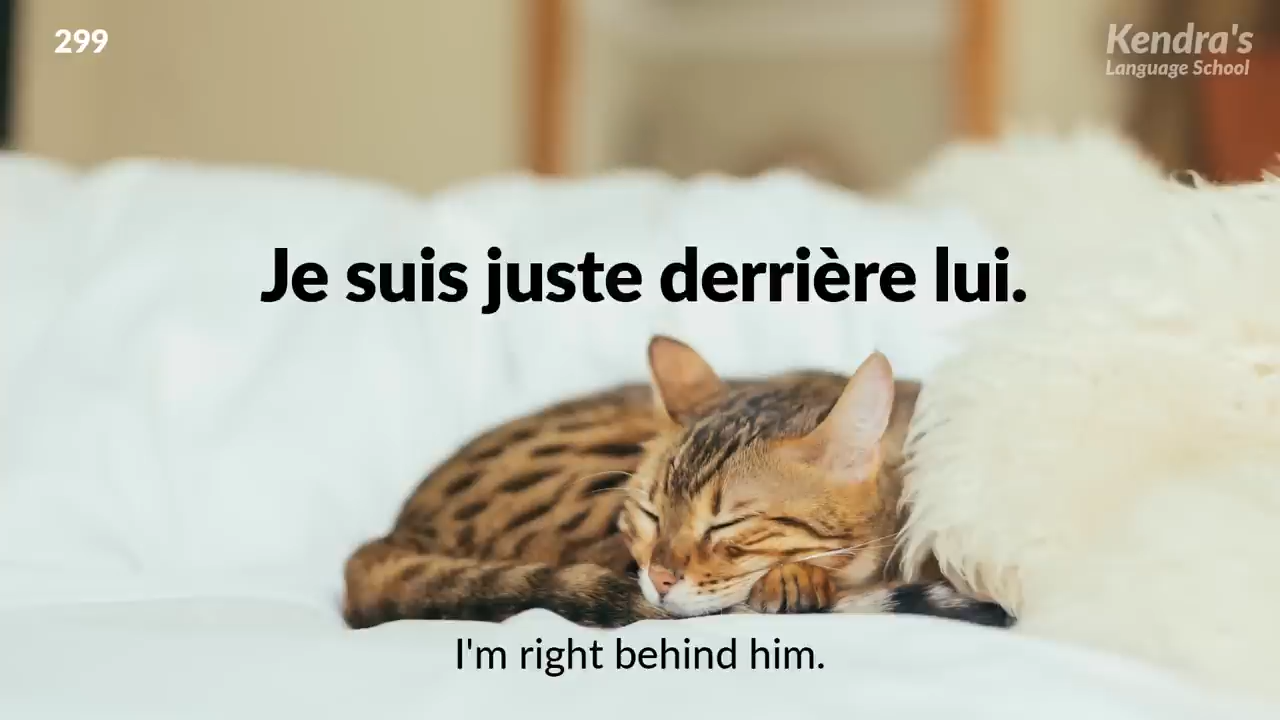 299
Kendra's
Language School
Je suis juste derrière lui.
I'm right behind him.